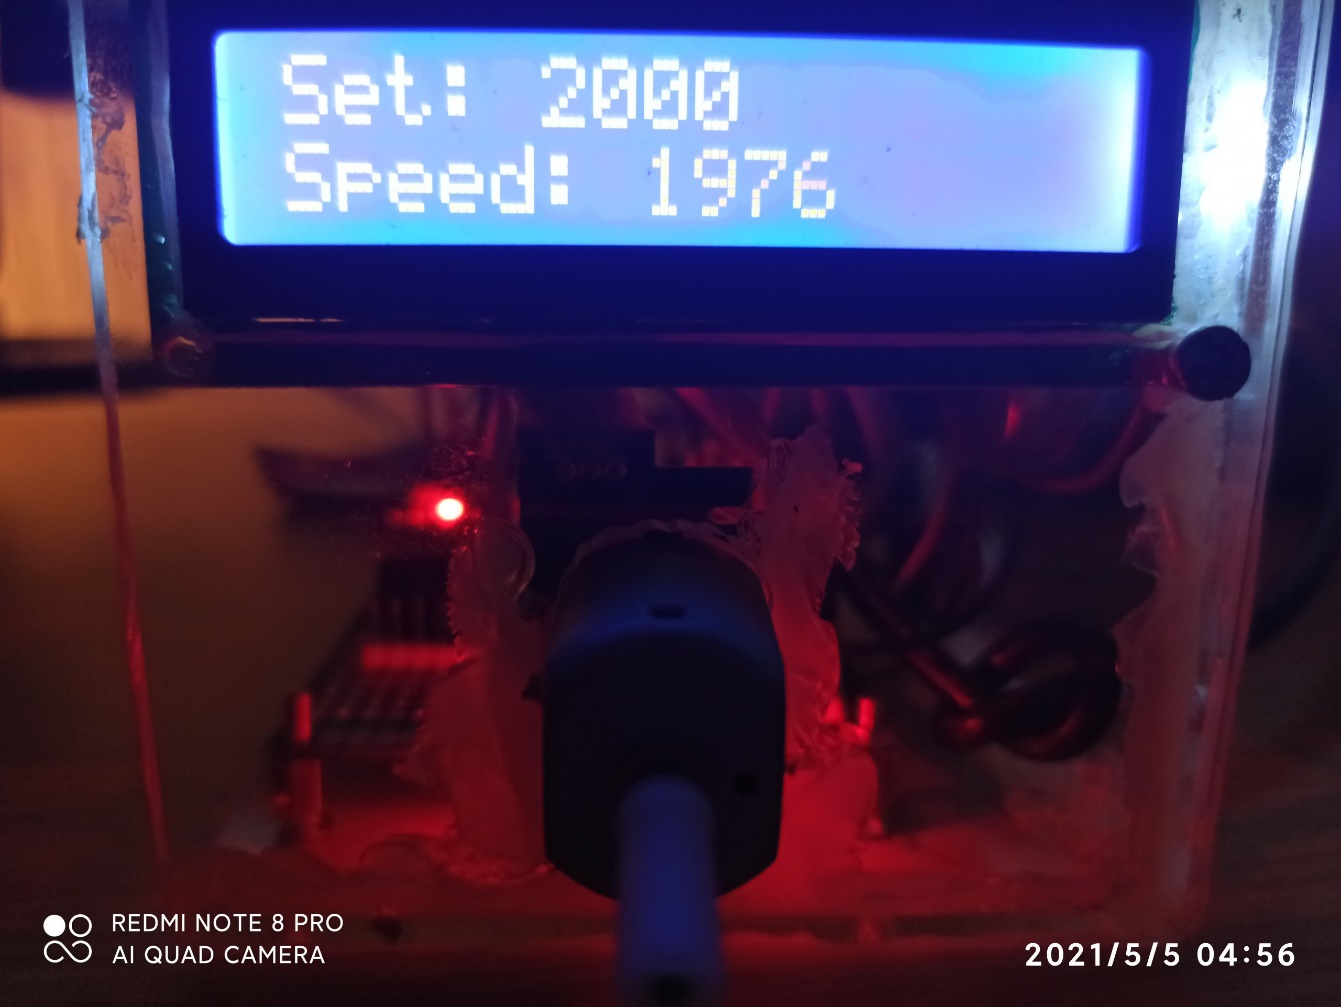 Set: 2000
Speed: 1976
REDMI NOTE 8 PRO
AI QUAD CAMERA
2021/5/5 04:56